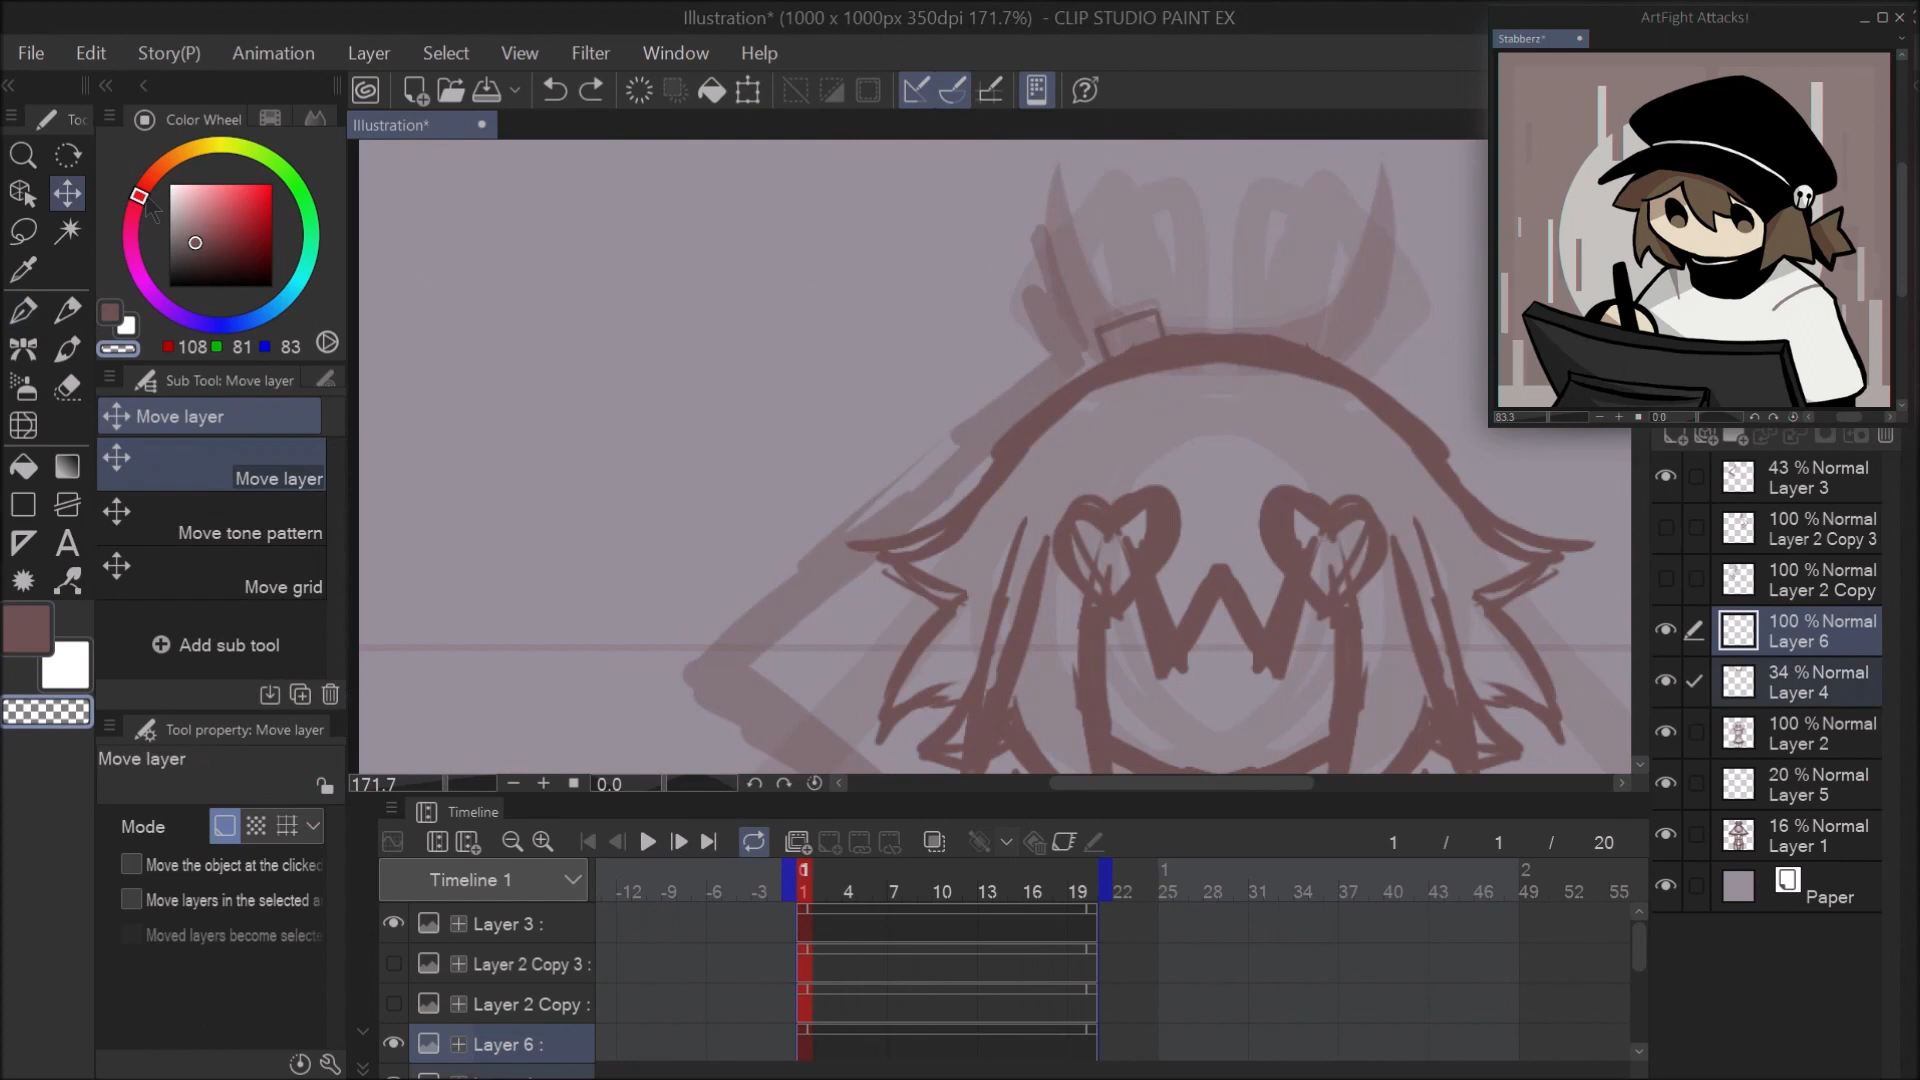 Illustration* (1000 x 1000px 350dpi 171.7%) - CLIP STUDIO PAINT EX
ArtFight Attacks!
Stabberz*
File Edit Story(P) Animation Layer Select View Filter Window Help
Color Wheel
Illustration*
108 81 83
Sub Tool: Move layer
Move layer
Move layer
Move tone pattern
Move grid
Add sub tool
Tool property: Move layer
Move layer
Mode
Move the object at the clicked
Move layers in the selected a
Moved layers become selecte
83.3 0 0
43 % Normal
Layer 3
100 % Normal
Layer 2 Copy 3
100 % Normal
Layer 2 Copy
100 % Normal
Layer 6
34 % Normal
Layer 4
100 % Normal
Layer 2
20 % Normal
Layer 5
16 % Normal
Layer 1
Paper
171.7 0.0
Timeline
1 / 1 / 20
Timeline 1
0 1 2
-12 -9 -6 -3 1 4 7 10 13 16 19 22 25 28 31 34 37 40 43 46 49 52 55
Layer 3 :
Layer 2 Copy 3 :
Layer 2 Copy :
Layer 6 :